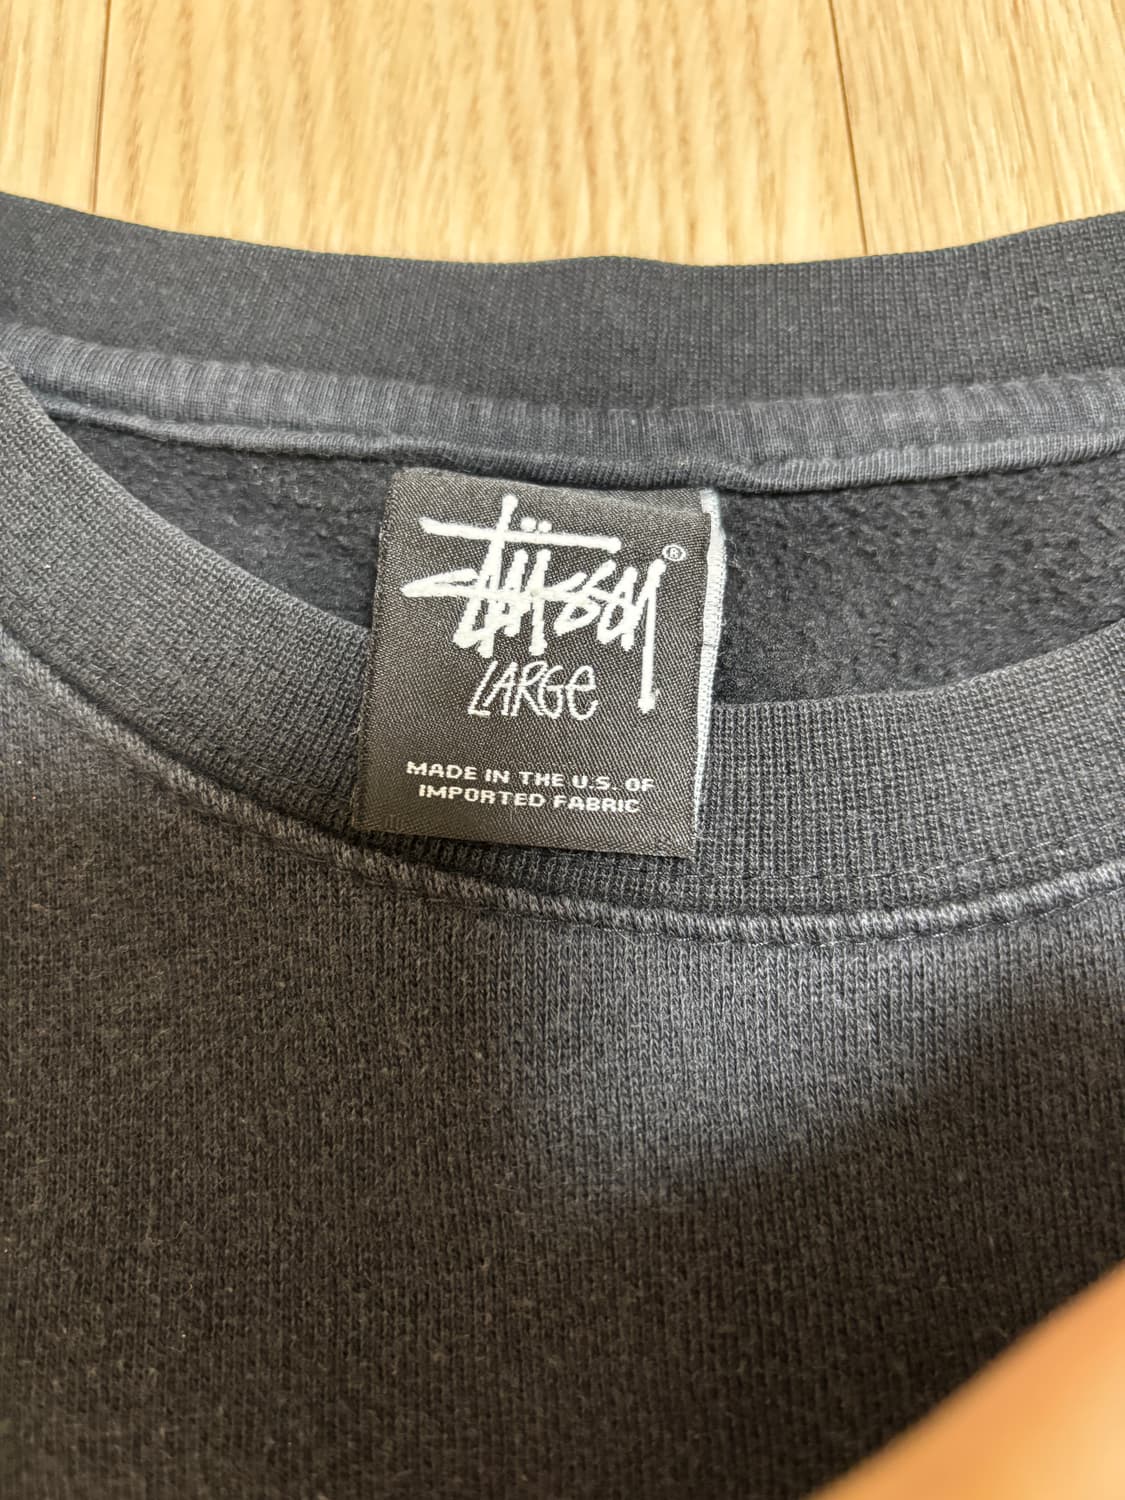 Stüssy ®
LARGe
MADE IN THE U.S. OF
IMPORTED FABRIC